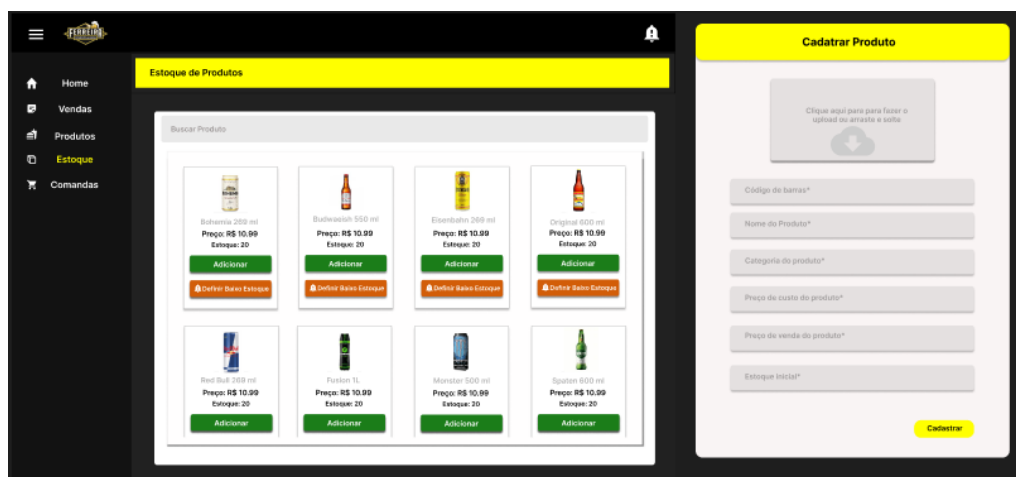 FERREIRA
Home
Vendas
Produtos
Estoque
Comandas
Estoque de Produtos
Buscar Produto
Bohemia 269 ml
Preço: R$ 10.99
Estoque: 20
Adicionar
Definir Baixo Estoque
Budwasish 550 ml
Preço: R$ 10.99
Estoque: 20
Adicionar
Definir Baixo Estoque
Eisenbahn 269 ml
Preço: R$ 10.99
Estoque: 20
Adicionar
Definir Baixo Estoque
Original 600 ml
Preço: R$ 10.99
Estoque: 20
Adicionar
Definir Baixo Estoque
Red Bull 269 ml
Preço: R$ 10.99
Estoque: 20
Adicionar
Fusion 1L
Preço: R$ 10.99
Estoque: 20
Adicionar
Monster 500 ml
Preço: R$ 10.99
Estoque: 20
Adicionar
Spaten 600 ml
Preço: R$ 10.99
Estoque: 20
Adicionar
Cadatrar Produto
Clique aqui para para fazer o
upload ou arraste e solte
Código de barras*
Nome do Produto*
Categoria do produto*
Preço de custo do produto*
Preço de venda do produto*
Estoque inicial*
Cadastrar